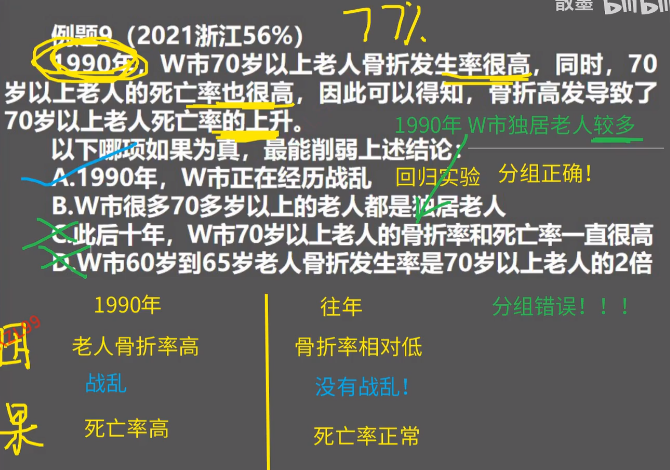 散墨 bilibili
77%
例题9（2021浙江56%）
1990年，W市70岁以上老人骨折发生率很高，同时，70
岁以上老人的死亡率也很高，因此可以得知，骨折高发导致了
70岁以上老人死亡率的上升。
1990年 W市独居老人较多
以下哪项如果为真，最能削弱上述结论：
A.1990年，W市正在经历战乱
回归实验 分组正确！
B.W市很多70多岁以上的老人都是独居老人
C.此后十年，W市70岁以上老人的骨折率和死亡率一直很高
D.W市60岁到65岁老人骨折发生率是70岁以上老人的2倍
1990年 往年 分组错误！！！
因
老人骨折率高 骨折率相对低
战乱 没有战乱！
果
死亡率高 死亡率正常